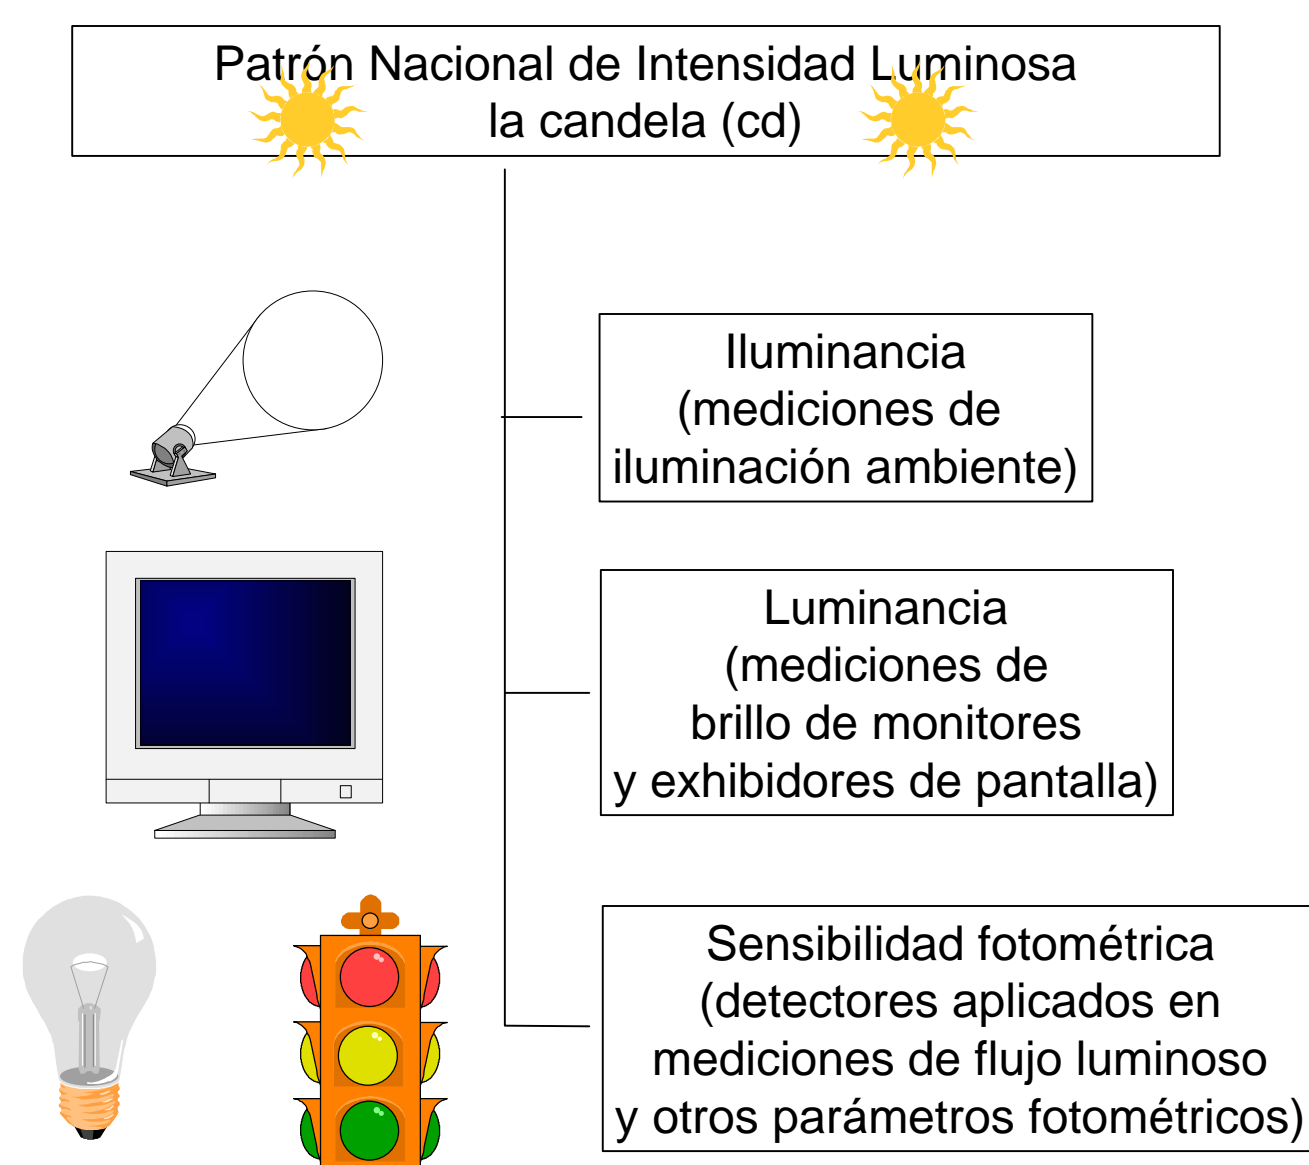 Patrón Nacional de Intensidad Luminosa
la candela (cd)
Iluminancia
(mediciones de
iluminación ambiente)
Luminancia
(mediciones de
brillo de monitores
y exhibidores de pantalla)
Sensibilidad fotométrica
(detectores aplicados en
mediciones de flujo luminoso
y otros parámetros fotométricos)